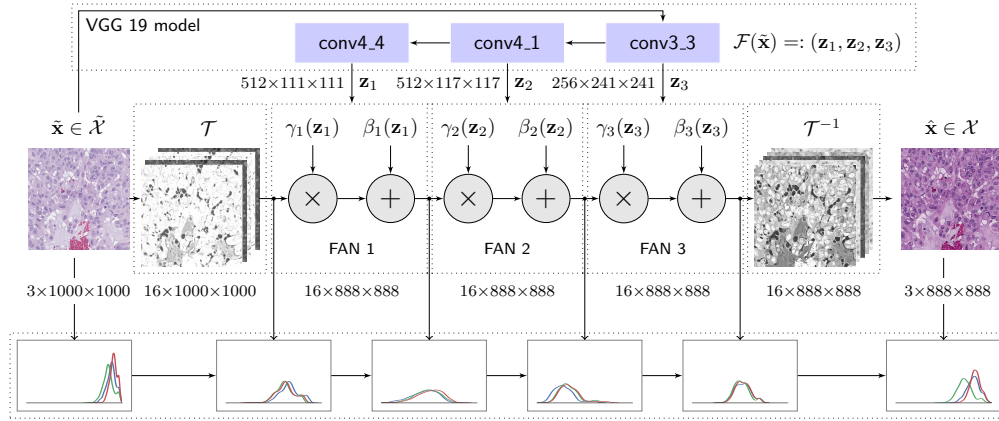 VGG 19 model
conv4_4
conv4_1
conv3_3
F(x̃) =: (z₁, z₂, z₃)
512×111×111
z₁
512×117×117
z₂
256×241×241
z₃
x̃ ∈ X̃
T
γ₁(z₁)
β₁(z₁)
γ₂(z₂)
β₂(z₂)
γ₃(z₃)
β₃(z₃)
T⁻¹
x̂ ∈ X
×
+
×
+
×
+
FAN 1
FAN 2
FAN 3
3×1000×1000
16×1000×1000
16×888×888
16×888×888
16×888×888
16×888×888
3×888×888